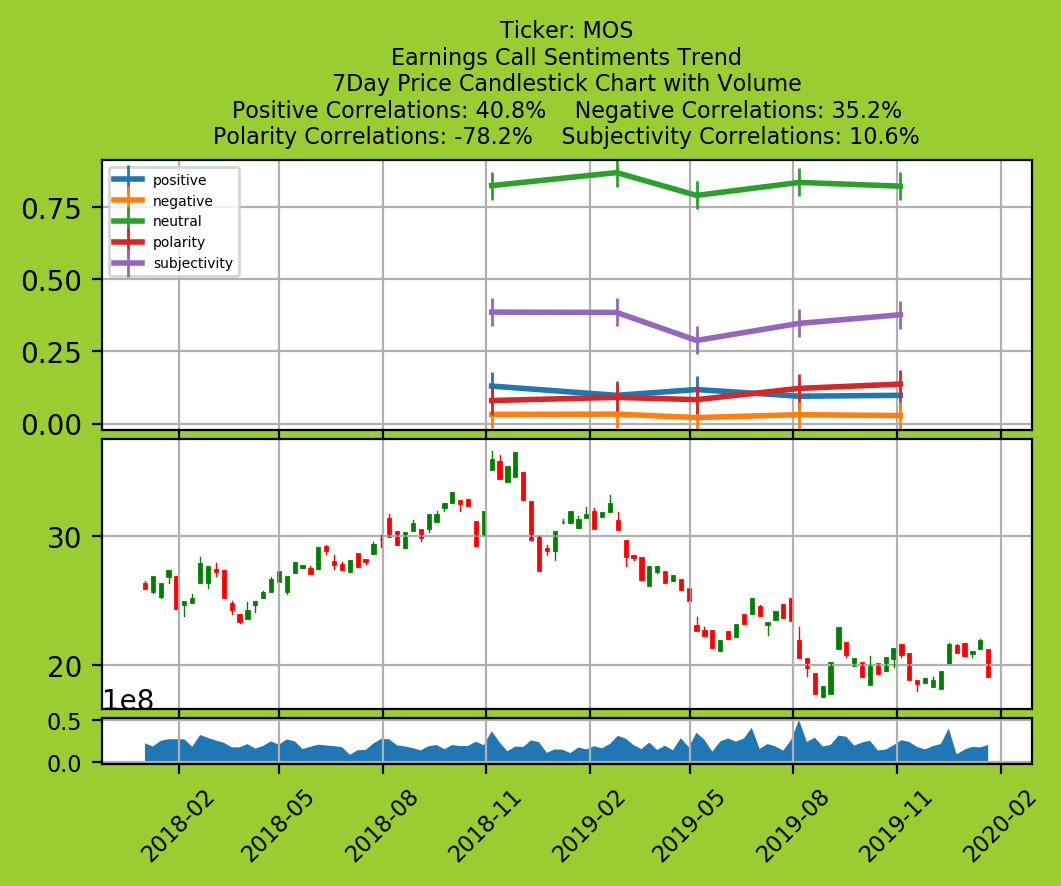 Ticker: MOS
Earnings Call Sentiments Trend
7Day Price Candlestick Chart with Volume
Positive Correlations: 40.8%    Negative Correlations: 35.2%
Polarity Correlations: -78.2%    Subjectivity Correlations: 10.6%
positive
negative
neutral
polarity
subjectivity
0.75
0.50
0.25
0.00
30
20
1e8
0.5
0.0
2018-02
2018-05
2018-08
2018-11
2019-02
2019-05
2019-08
2019-11
2020-02